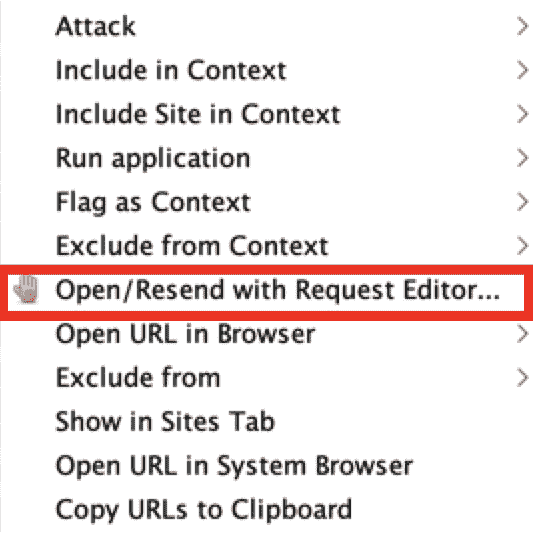 Attack
Include in Context
Include Site in Context
Run application
Flag as Context
Exclude from Context
Open/Resend with Request Editor...
Open URL in Browser
Exclude from
Show in Sites Tab
Open URL in System Browser
Copy URLs to Clipboard